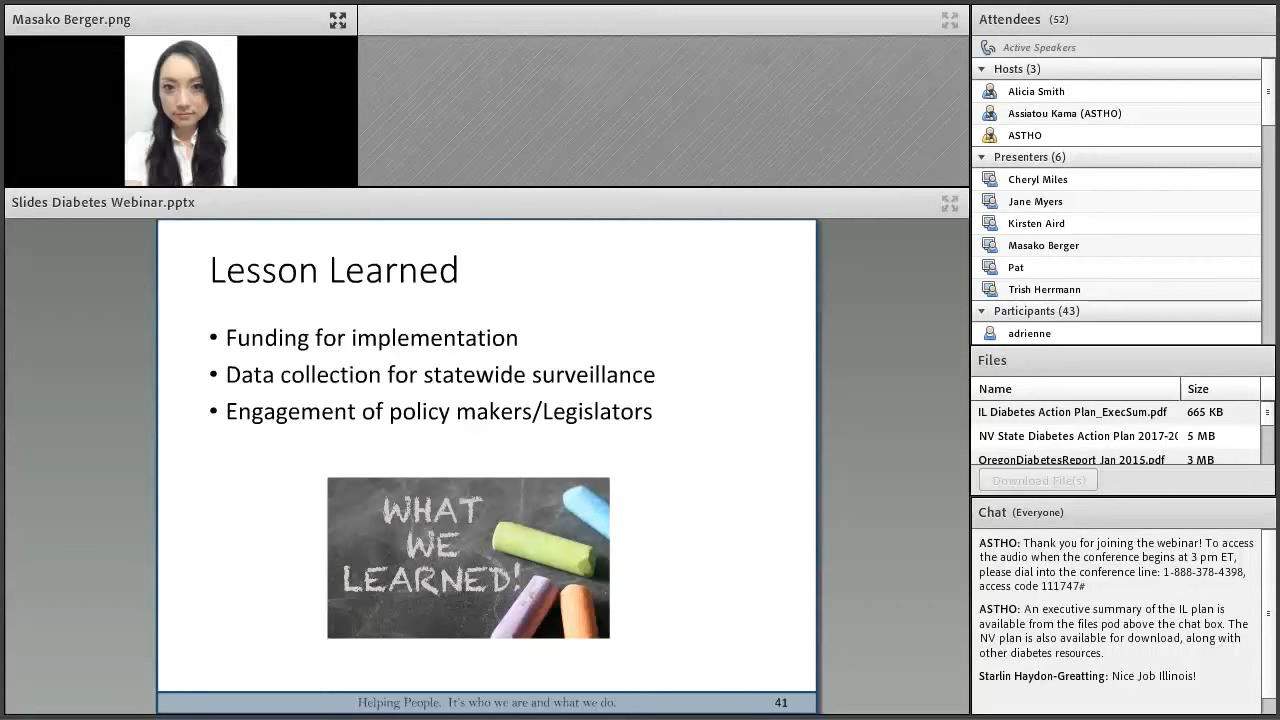 Masako Berger.png
Slides Diabetes Webinar.pptx
Lesson Learned
• Funding for implementation
• Data collection for statewide surveillance
• Engagement of policy makers/Legislators
WHAT
WE
LEARNED!
Helping People. It's who we are and what we do.
41
Attendees (52)
Active Speakers
Hosts (3)
Alicia Smith
Assiatou Kama (ASTHO)
ASTHO
Presenters (6)
Cheryl Miles
Jane Myers
Kirsten Aird
Masako Berger
Pat
Trish Herrmann
Participants (43)
adrienne
Files
Name Size
IL Diabetes Action Plan_ExecSum.pdf 665 KB
NV State Diabetes Action Plan 2017-20 5 MB
OregonDiabetesReport Jan 2015.pdf 3 MB
Download File(s)
Chat (Everyone)
ASTHO: Thank you for joining the webinar! To access
the audio when the conference begins at 3 pm ET,
please dial into the conference line: 1-888-378-4398,
access code 111747#
ASTHO: An executive summary of the IL plan is
available from the files pod above the chat box. The
NV plan is also available for download, along with
other diabetes resources.
Starlin Haydon-Greatting: Nice Job Illinois!